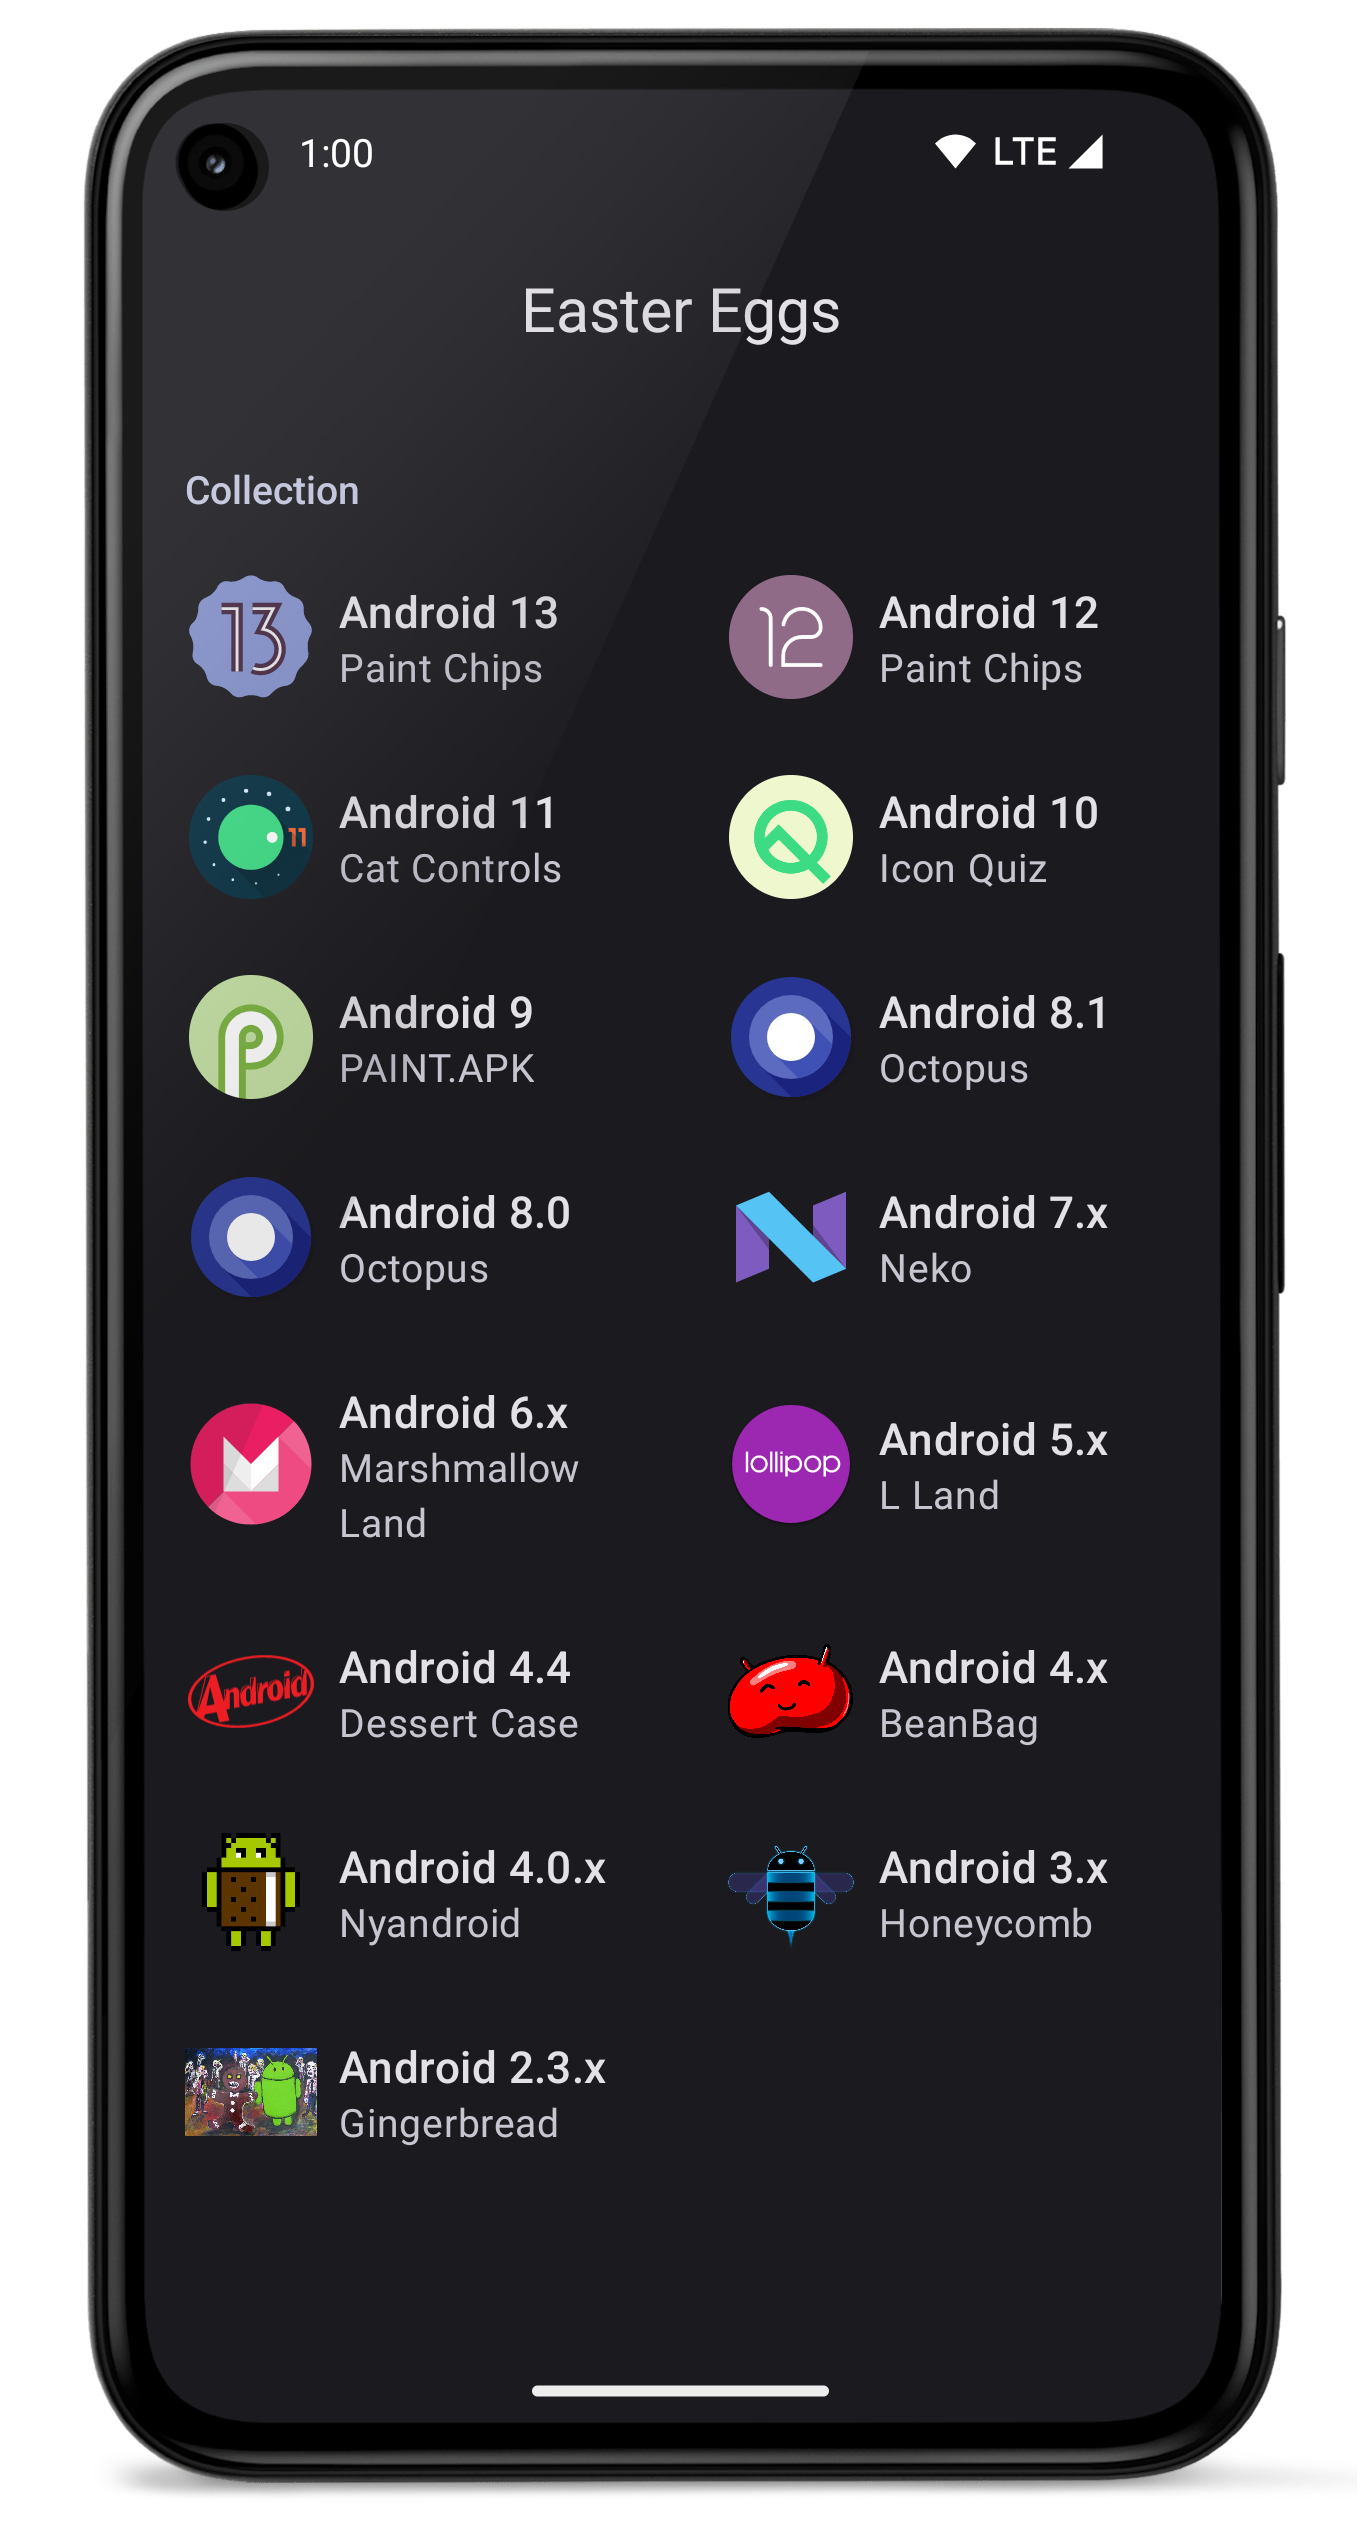 1:00 LTE
Easter Eggs
Collection
13
Android 13
Paint Chips
12
Android 12
Paint Chips
11
Android 11
Cat Controls
Android 10
Icon Quiz
Android 9
PAINT.APK
Android 8.1
Octopus
Android 8.0
Octopus
N
Android 7.x
Neko
M
Android 6.x
Marshmallow
Land
lollipop
Android 5.x
L Land
Android
Android 4.4
Dessert Case
Android 4.x
BeanBag
Android 4.0.x
Nyandroid
Android 3.x
Honeycomb
Android 2.3.x
Gingerbread